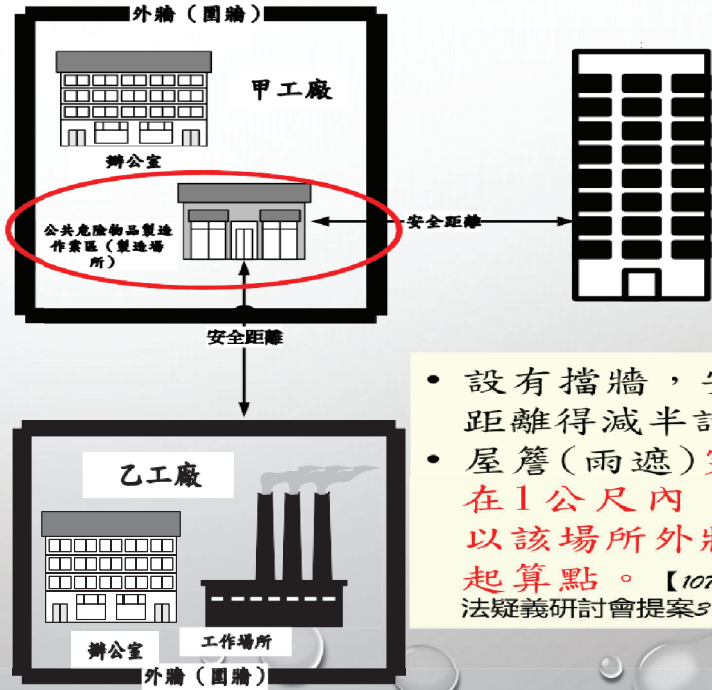 外牆（圍牆）
甲工廠
辦公室
公共危險物品製造
作業區（製造場
所）
安全距離
安全距離
乙工廠
辦公室
工作場所
外牆（圍牆）
• 設有擋牆，
距離得減半
• 屋簷(雨遮)
在1公尺內
以該場所外
起算點。【107
法疑義研討會提案3